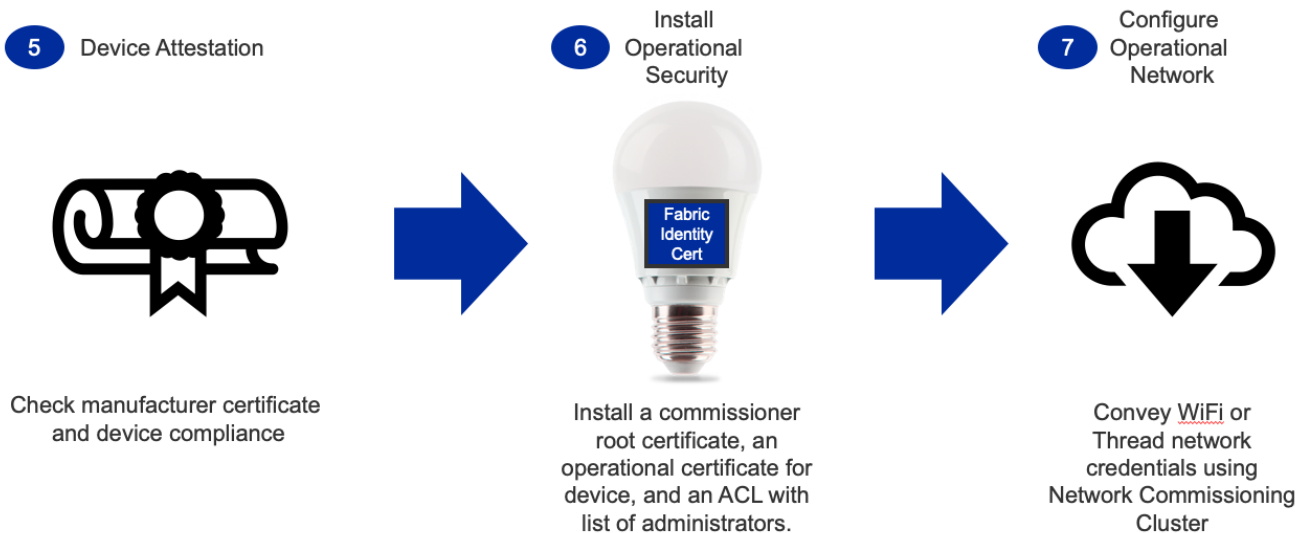 5
Device Attestation
Check manufacturer certificate
and device compliance
6
Install
Operational
Security
Fabric
Identity
Cert
Install a commissioner
root certificate, an
operational certificate for
device, and an ACL with
list of administrators.
7
Configure
Operational
Network
Convey WiFi or
Thread network
credentials using
Network Commissioning
Cluster